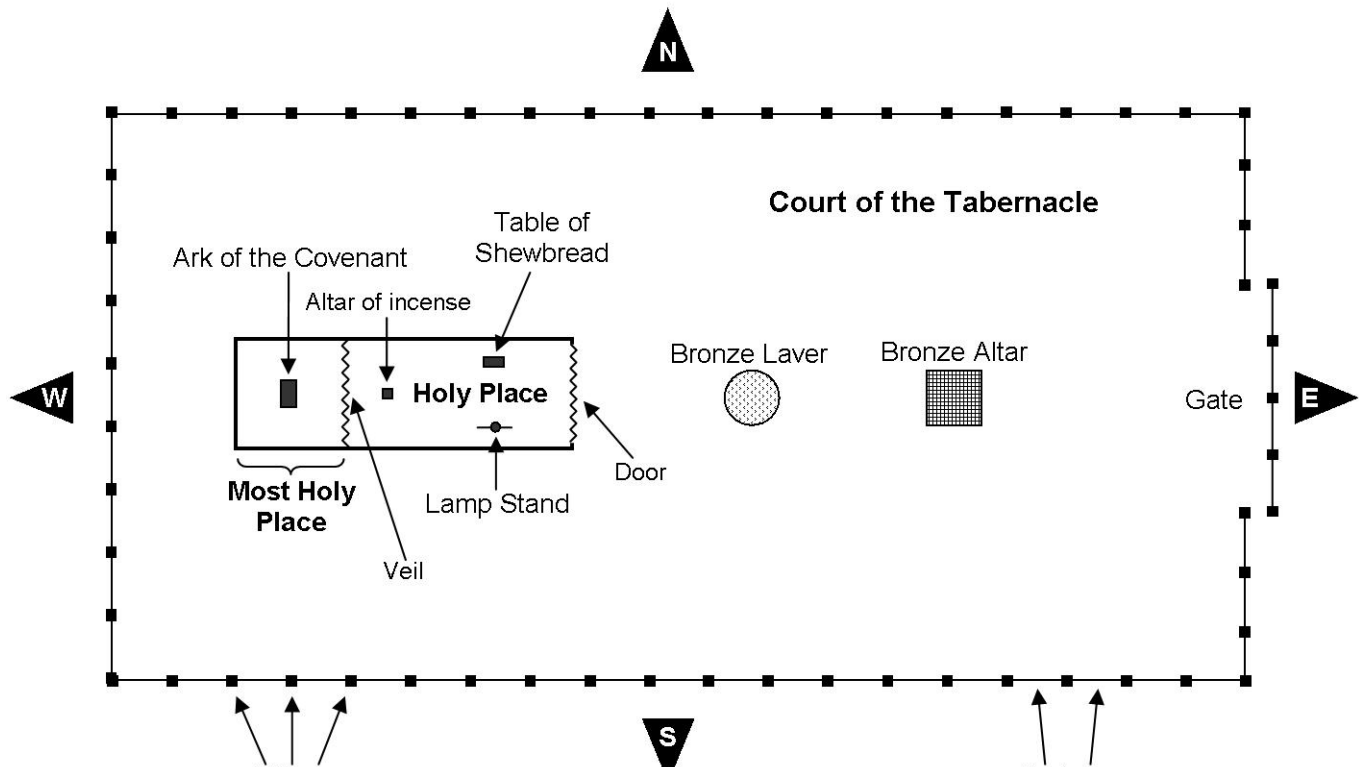 N
Court of the Tabernacle
Table of
Shewbread
Ark of the Covenant
Altar of incense
Bronze Laver
Bronze Altar
W
Holy Place
Gate
E
Door
Most Holy
Place
Lamp Stand
Veil
S